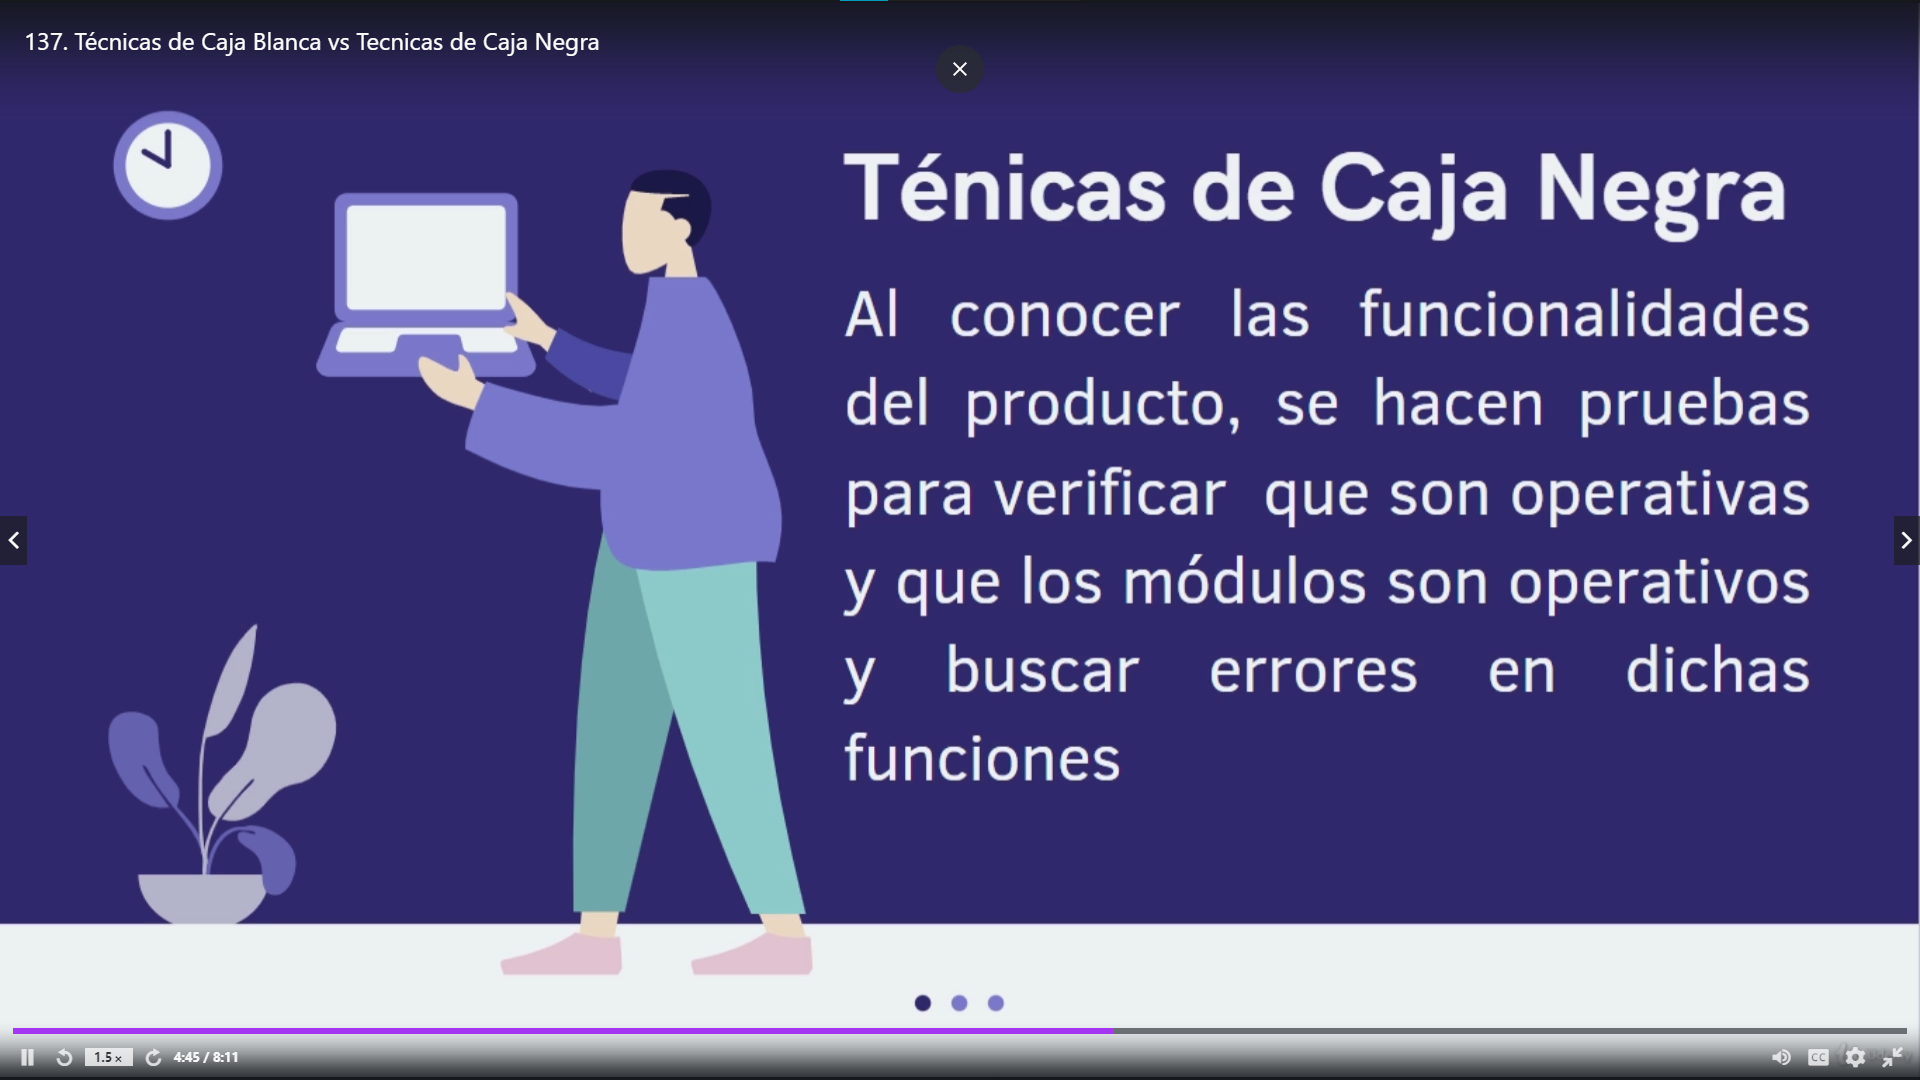 137. Técnicas de Caja Blanca vs Tecnicas de Caja Negra
Ténicas de Caja Negra
Al conocer las funcionalidades
del producto, se hacen pruebas
para verificar que son operativas
y que los módulos son operativos
y buscar errores en dichas
funciones
1.5 x
4:45 / 8:11
CC